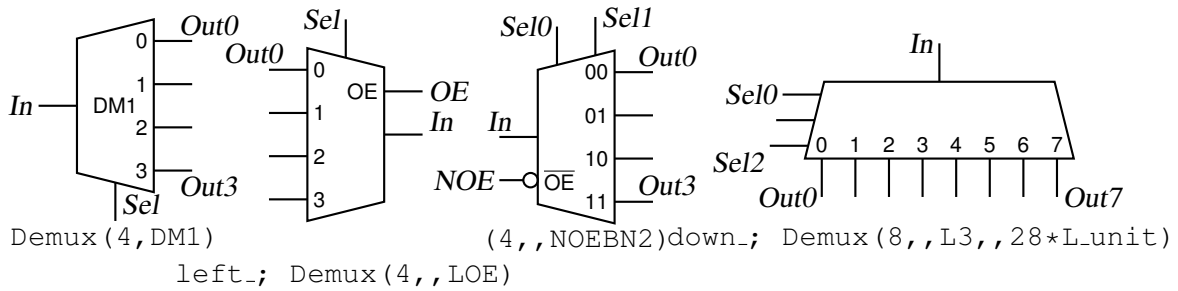 Out0
0
1
DM1
In
2
3
Out3
Sel
Demux(4,DM1)
Sel
Out0
0
OE
OE
1
In
2
3
left_; Demux(4,,LOE)
Sel0
Sel1
00
Out0
01
In
10
NOE
OE
11
Out3
(4,,NOEBN2)
In
Sel0
Sel2
0 1 2 3 4 5 6 7
Out0
Out7
down_; Demux(8,,L3,,28*L_unit)